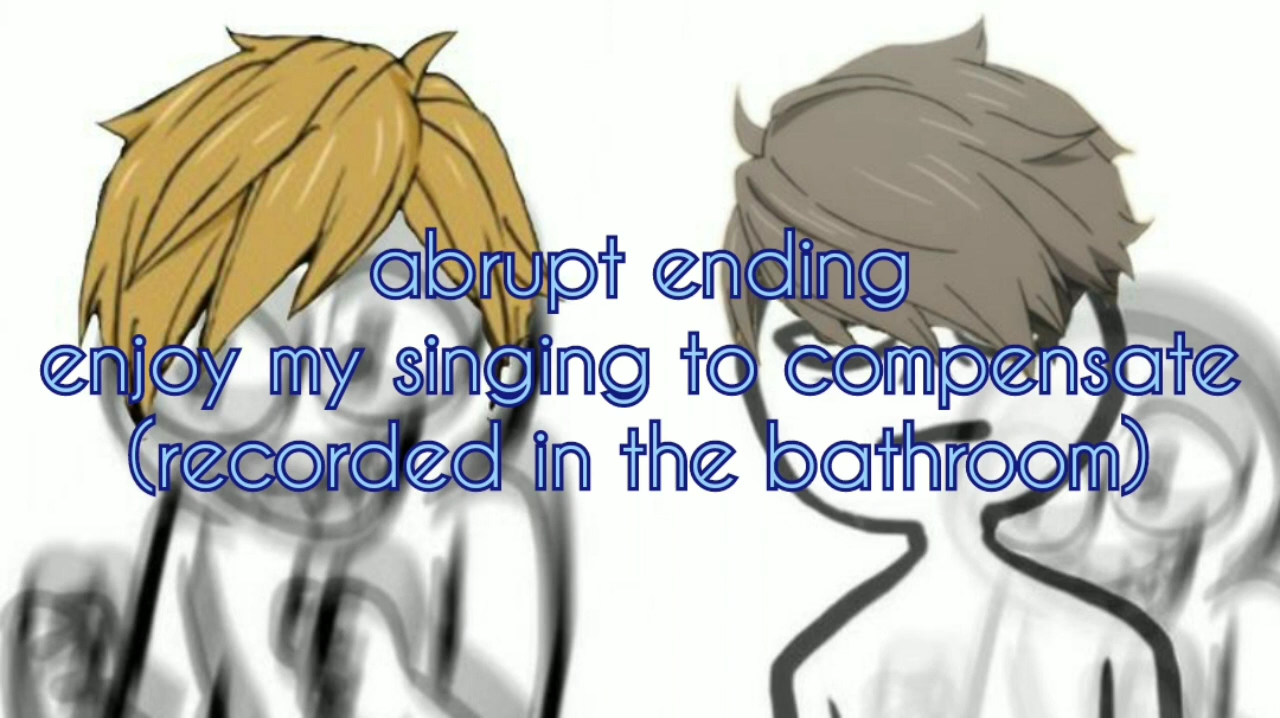 abrupt ending
enjoy my singing to compensate
(recorded in the bathroom)